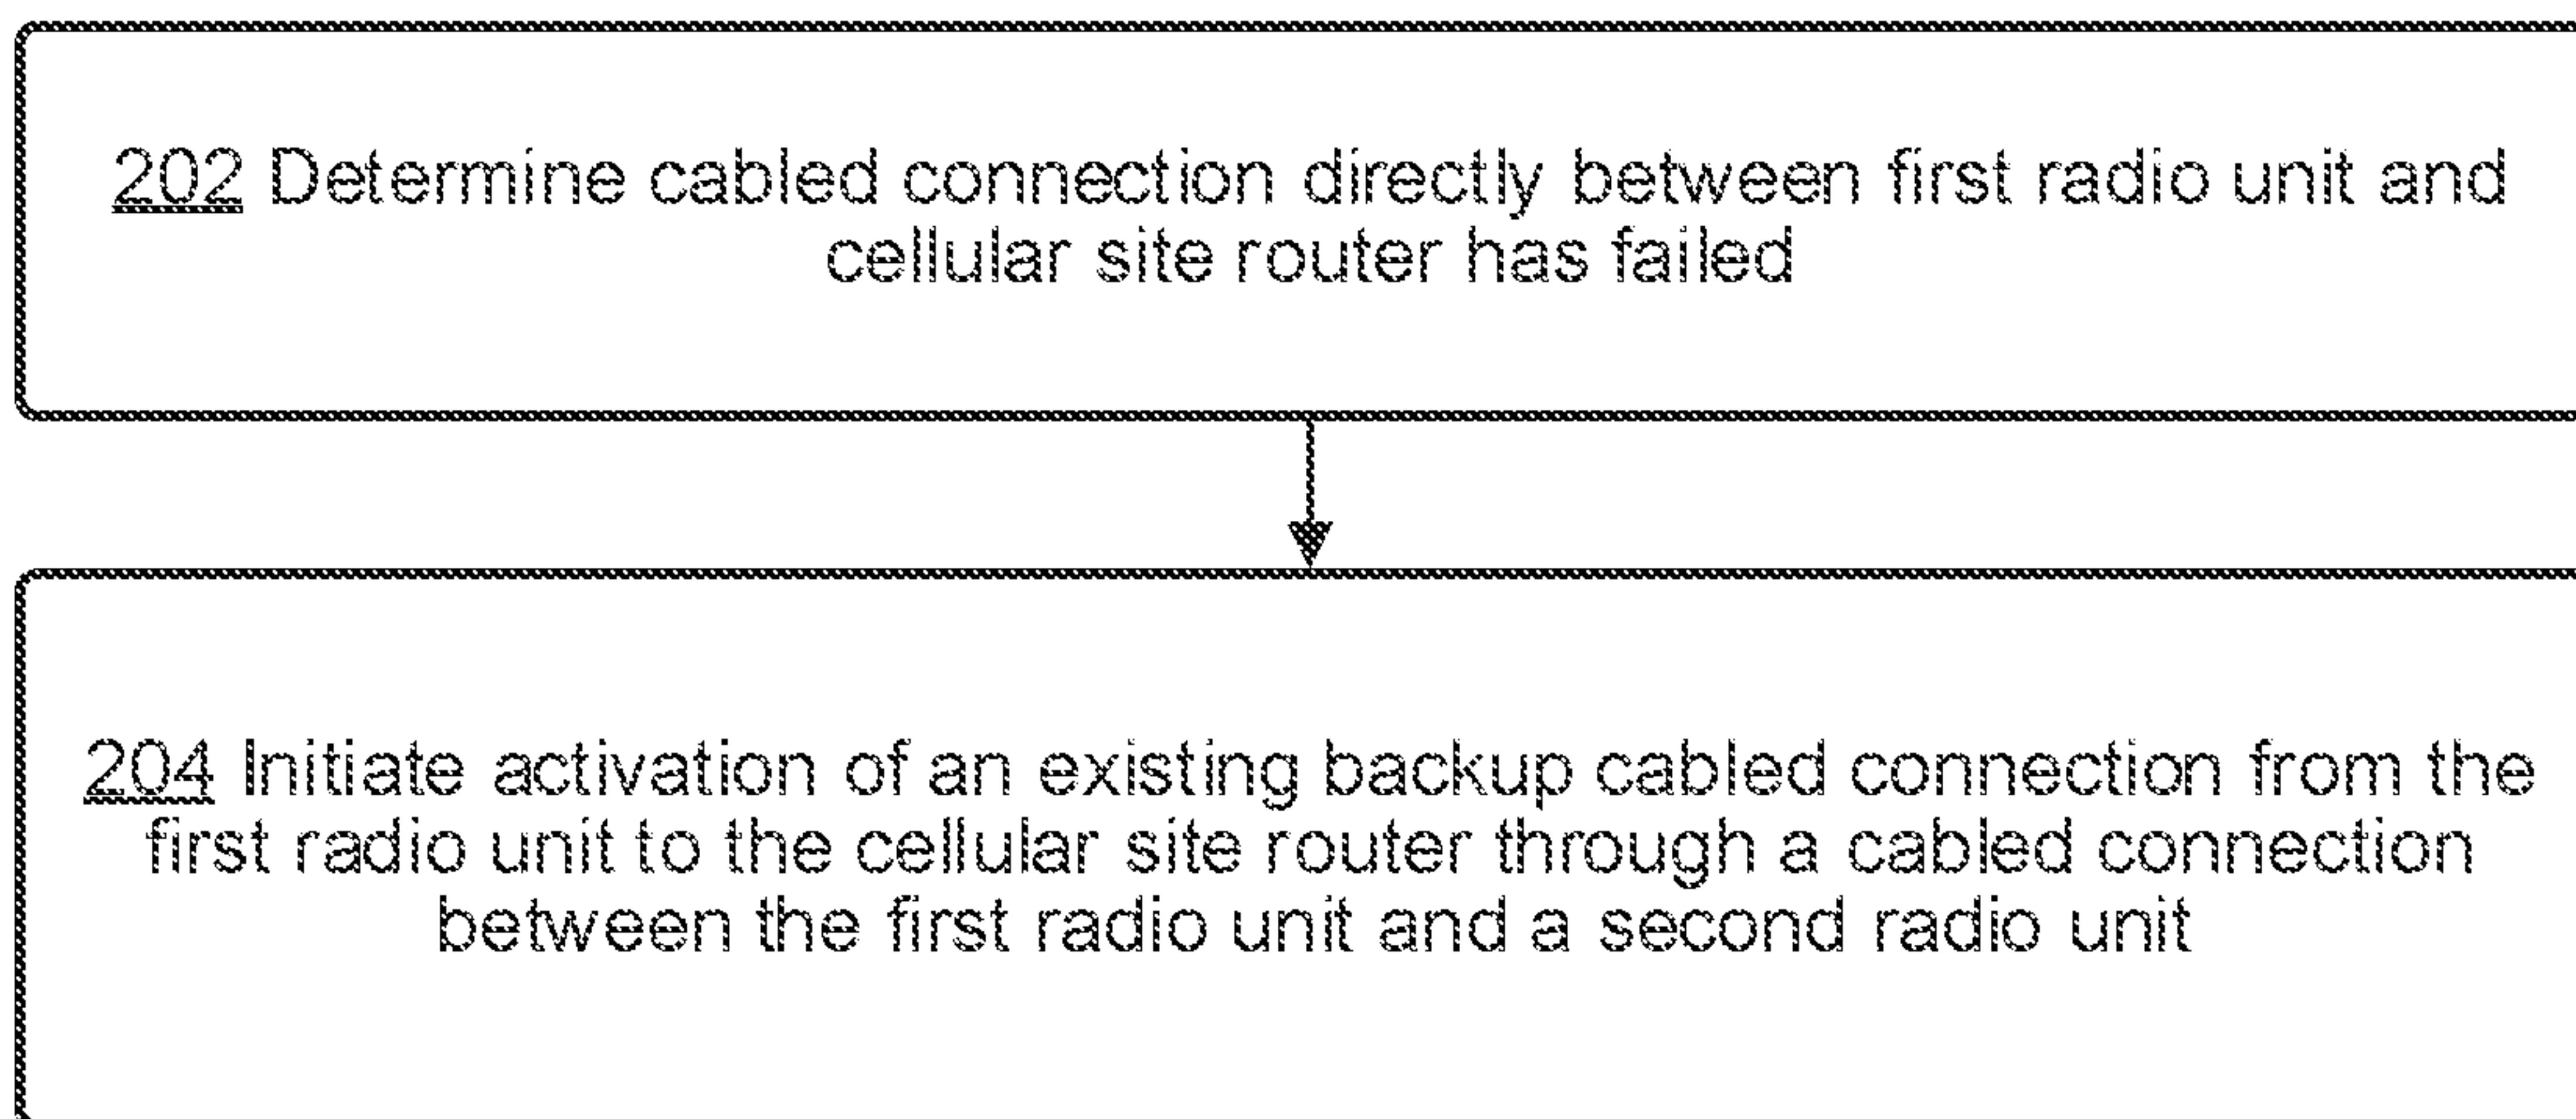 202 Determine cabled connection directly between first radio unit and
cellular site router has failed
204 Initiate activation of an existing backup cabled connection from the
first radio unit to the cellular site router through a cabled connection
between the first radio unit and a second radio unit